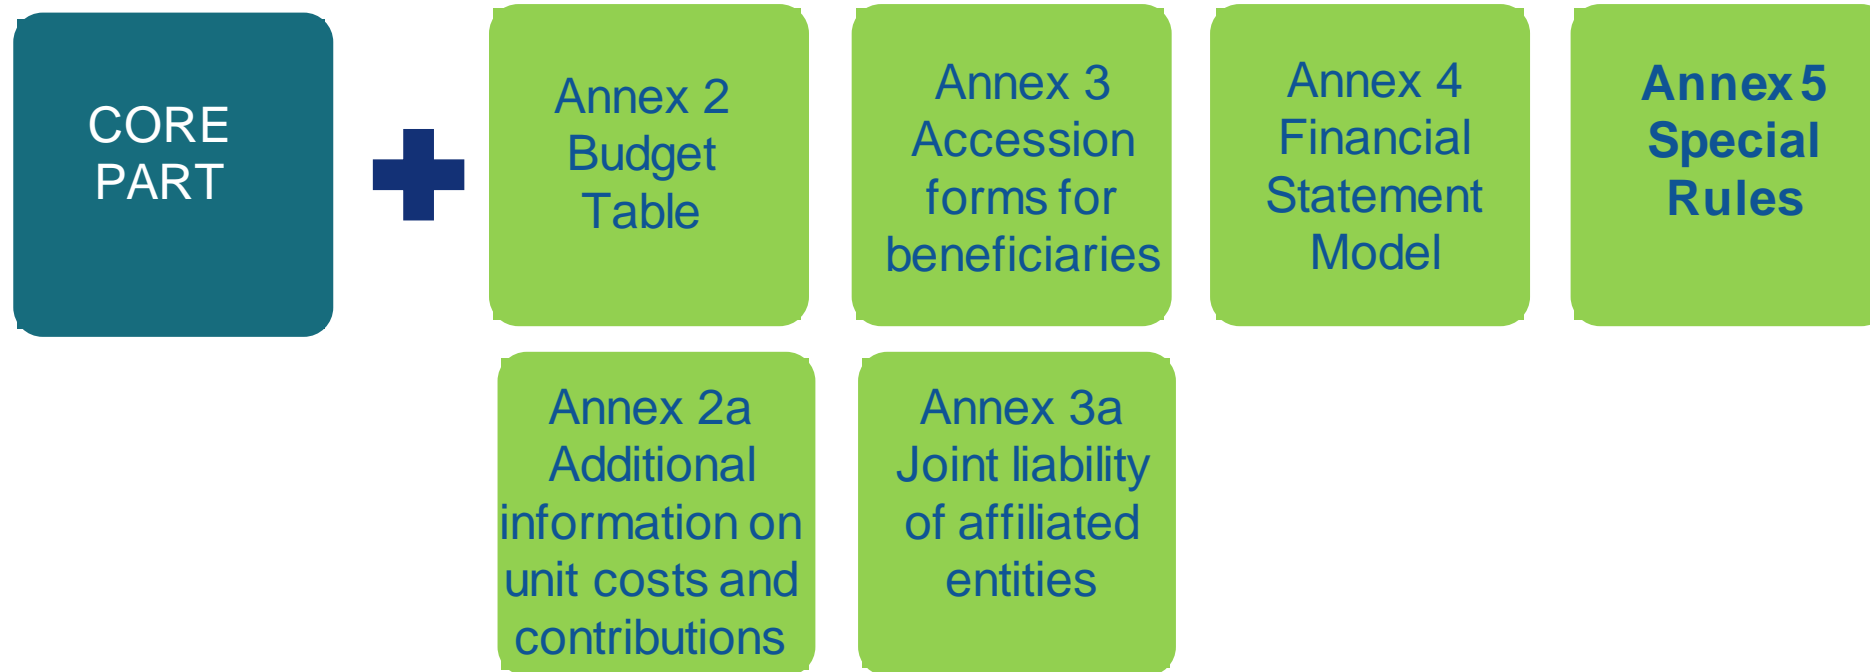 CORE
PART
Annex 2
Budget
Table
Annex 3
Accession
forms for
beneficiaries
Annex 4
Financial
Statement
Model
Annex 5
Special
Rules
Annex 2a
Additional
information on
unit costs and
contributions
Annex 3a
Joint liability
of affiliated
entities